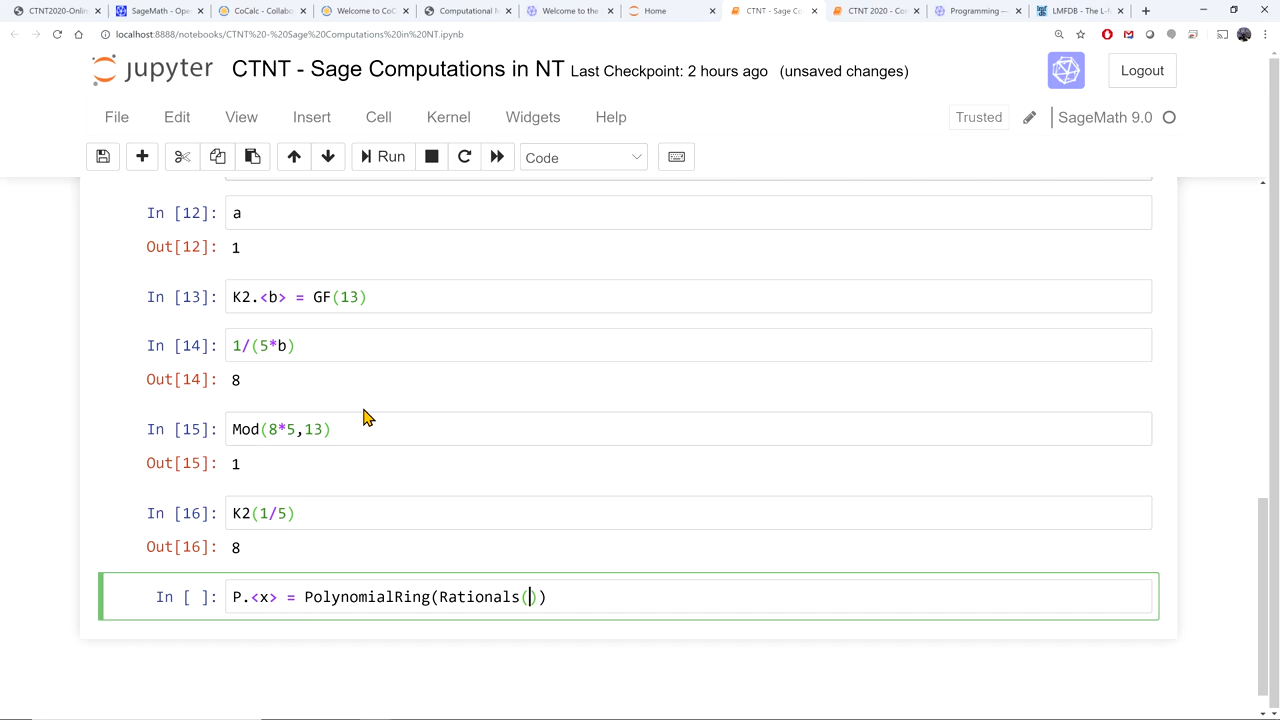 CTNT2020-Onlin
SageMath - Ope
CoCalc - Collabo
Welcome to CoC
Computational N
Welcome to the
Home
CTNT - Sage Co
CTNT 2020 - Co
Programming —
LMFDB - The L-f
localhost:8888/notebooks/CTNT%20-%20Sage%20Computations%20in%20NT.ipynb
jupyter CTNT - Sage Computations in NT Last Checkpoint: 2 hours ago (unsaved changes) Logout
File Edit View Insert Cell Kernel Widgets Help Trusted SageMath 9.0
Run Code
In [12]: a
Out[12]: 1
In [13]: K2.<b> = GF(13)
In [14]: 1/(5*b)
Out[14]: 8
In [15]: Mod(8*5,13)
Out[15]: 1
In [16]: K2(1/5)
Out[16]: 8
In [ ]: P.<x> = PolynomialRing(Rationals())